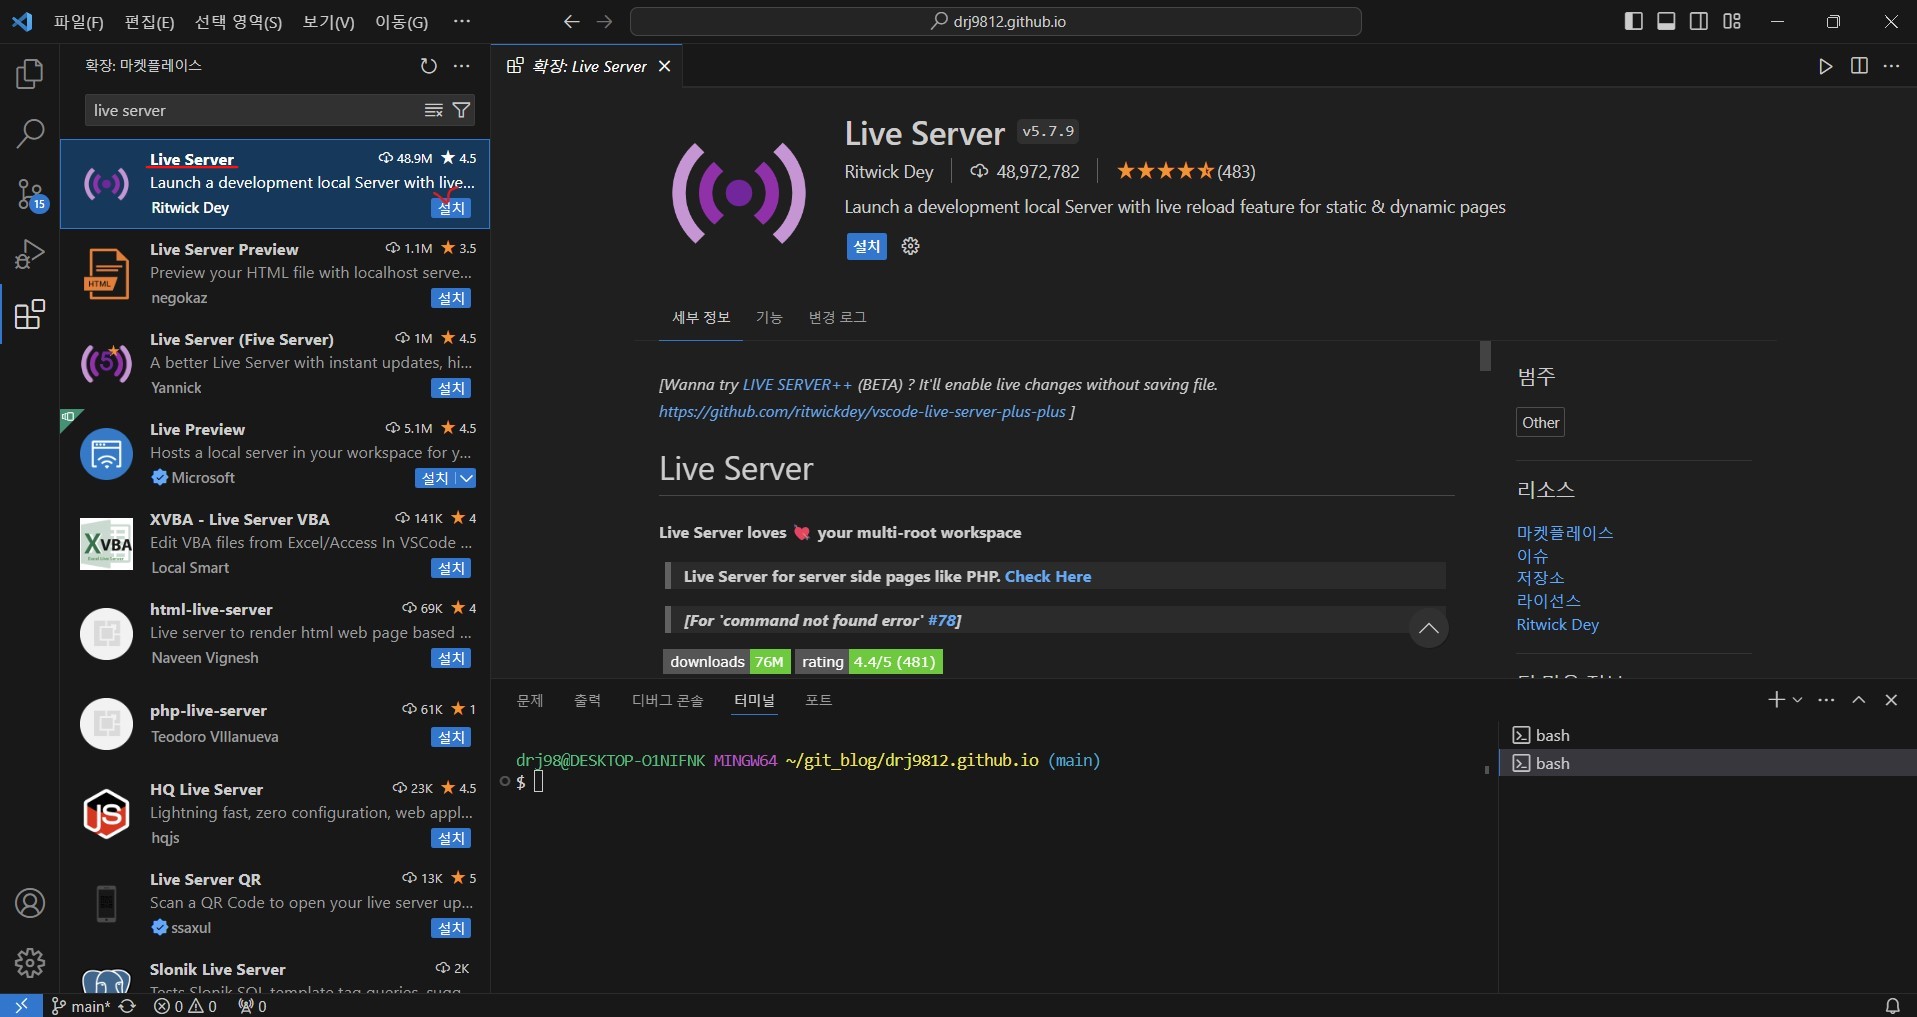 파일(F) 편집(E) 선택 영역(S) 보기(V) 이동(G) ···
drj9812.github.io
확장: 마켓플레이스
live server
Live Server 48.9M ★ 4.5
Launch a development local Server with live...
Ritwick Dey 설치
Live Server Preview 1.1M ★ 3.5
Preview your HTML file with localhost serve...
negokaz 설치
HTML
Live Server (Five Server) 1M ★ 4.5
A better Live Server with instant updates, hi...
Yannick 설치
5
Live Preview 5.1M ★ 4.5
Hosts a local server in your workspace for y...
Microsoft 설치
XVBA - Live Server VBA 141K ★ 4
Edit VBA files from Excel/Access In VSCode ...
Local Smart 설치
XVBA
html-live-server 69K ★ 4
Live server to render html web page based ...
Naveen Vignesh 설치
php-live-server 61K ★ 1
Teodoro VIllanueva 설치
HQ Live Server 23K ★ 4.5
Lightning fast, zero configuration, web appl...
hqjs 설치
JS
Live Server QR 13K ★ 5
Scan a QR Code to open your live server up...
ssaxul 설치
Slonik Live Server 2K
Tests Slonik SQL template tag queries, sugg...
15
확장: Live Server
Live Server v5.7.9
Ritwick Dey 48,972,782 ★★★★ (483)
Launch a development local Server with live reload feature for static & dynamic pages
설치
세부 정보 기능 변경 로그
[Wanna try LIVE SERVER++ (BETA) ? It'll enable live changes without saving file.
https://github.com/ritwickdey/vscode-live-server-plus-plus ]
Live Server
Live Server loves 💘 your multi-root workspace
Live Server for server side pages like PHP. Check Here
[For `command not found error` #78]
downloads 76M rating 4.4/5 (481)
범주
Other
리소스
마켓플레이스
이슈
저장소
라이선스
Ritwick Dey
문제 출력 디버그 콘솔 터미널 포트
drj98@DESKTOP-O1NIFNK MINGW64 ~/git_blog/drj9812.github.io (main)
$
bash
bash
main* 0 0 0